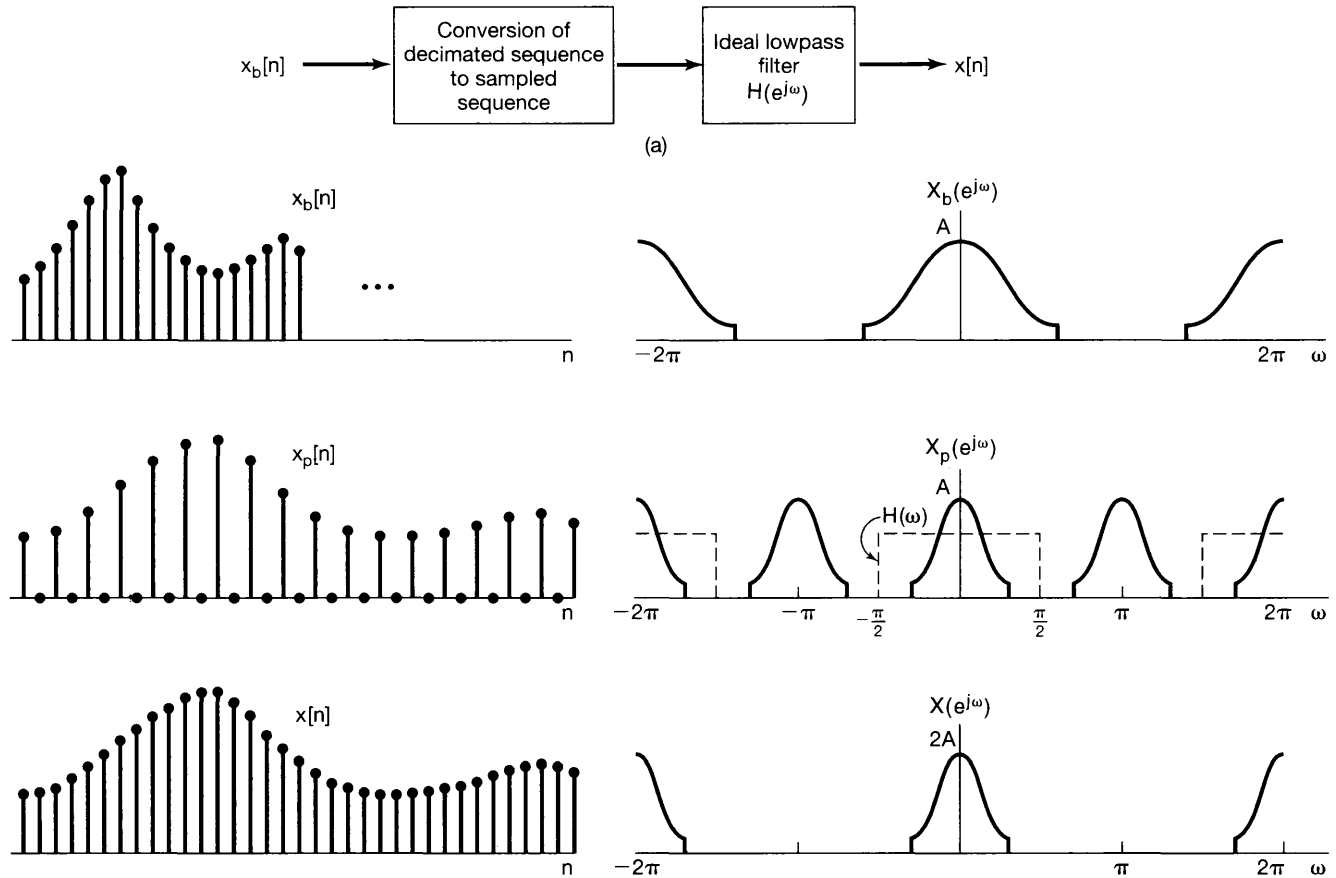 x_b[n]
Conversion of
decimated sequence
to sampled
sequence
Ideal lowpass
filter
H(e^{jω})
x[n]
(a)
x_b[n]
...
n
X_b(e^{jω})
A
−2π
2π
ω
x_p[n]
n
X_p(e^{jω})
A
H(ω)
−2π
−π
−π/2
π/2
π
2π
ω
x[n]
n
X(e^{jω})
2A
−2π
π
2π
ω